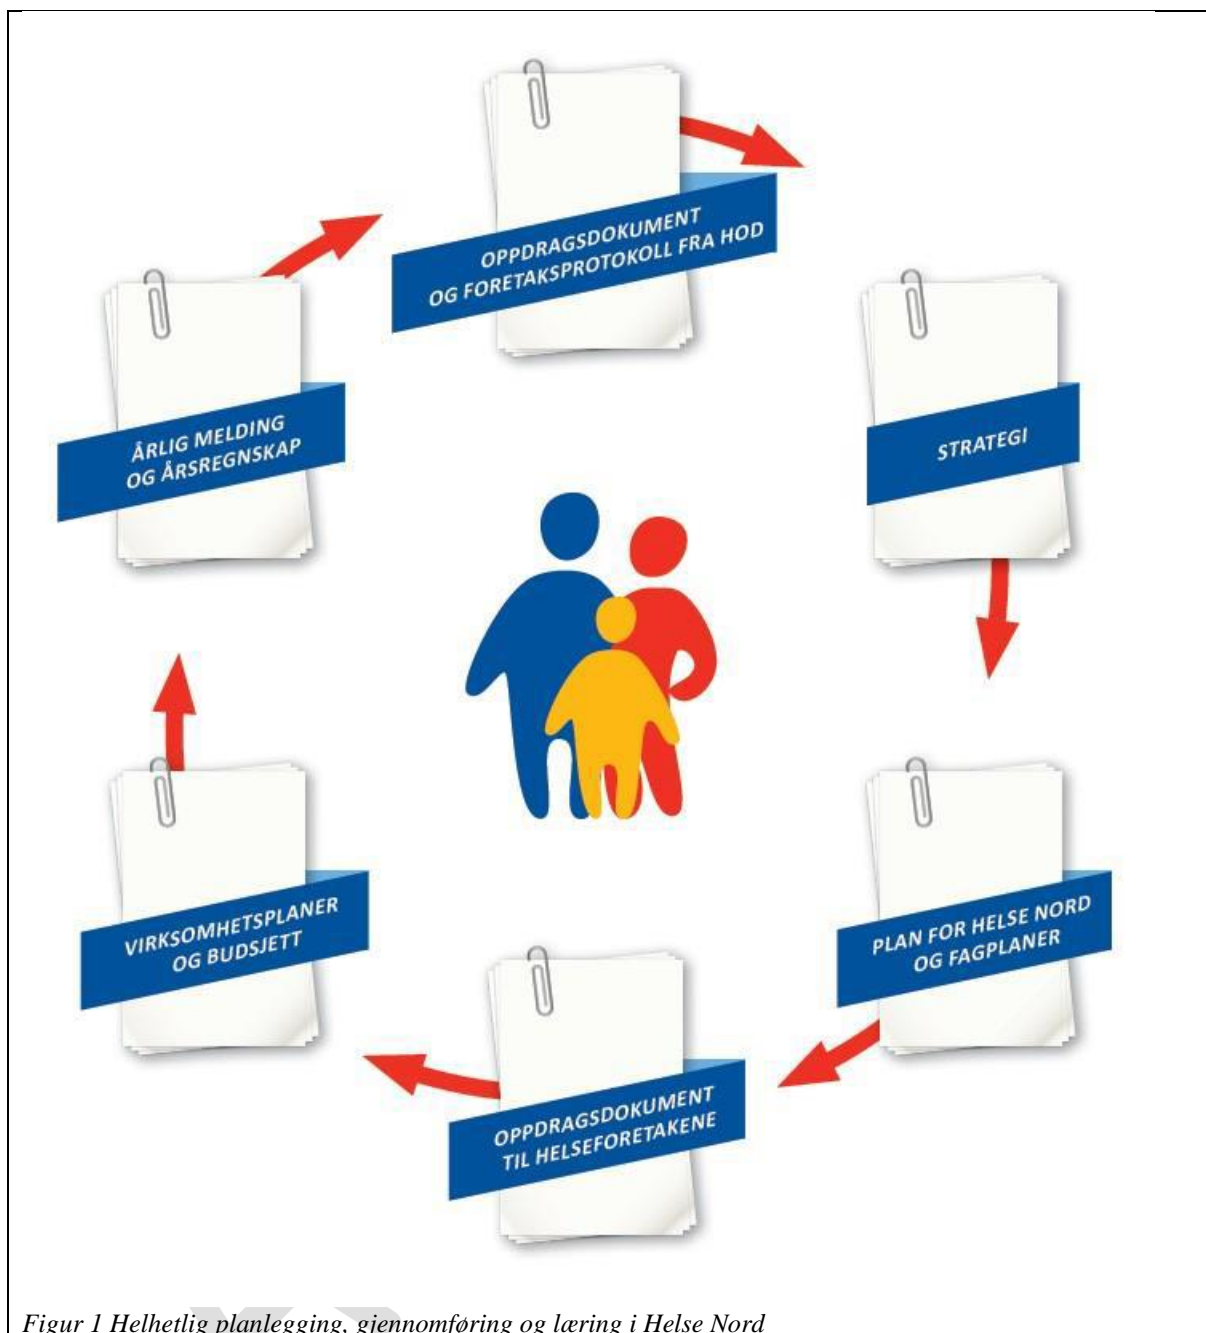 OPPDRAGSDOKUMENT
OG FORETAKSPROTOKOLL FRA HOD
STRATEGI
PLAN FOR HELSE NORD
OG FAGPLANER
OPPDRAGSDOKUMENT
TIL HELSEFORETAKENE
VIRKSOMHETSPLANER
OG BUDSJETT
ÅRLIG MELDING
OG ÅRSREGNSKAP
Figur 1 Helhetlig planlegging, gjennomføring og læring i Helse Nord